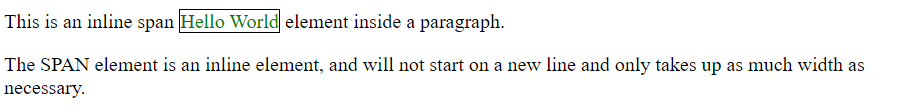 This is an inline span Hello World element inside a paragraph.
The SPAN element is an inline element, and will not start on a new line and only takes up as much width as
necessary.